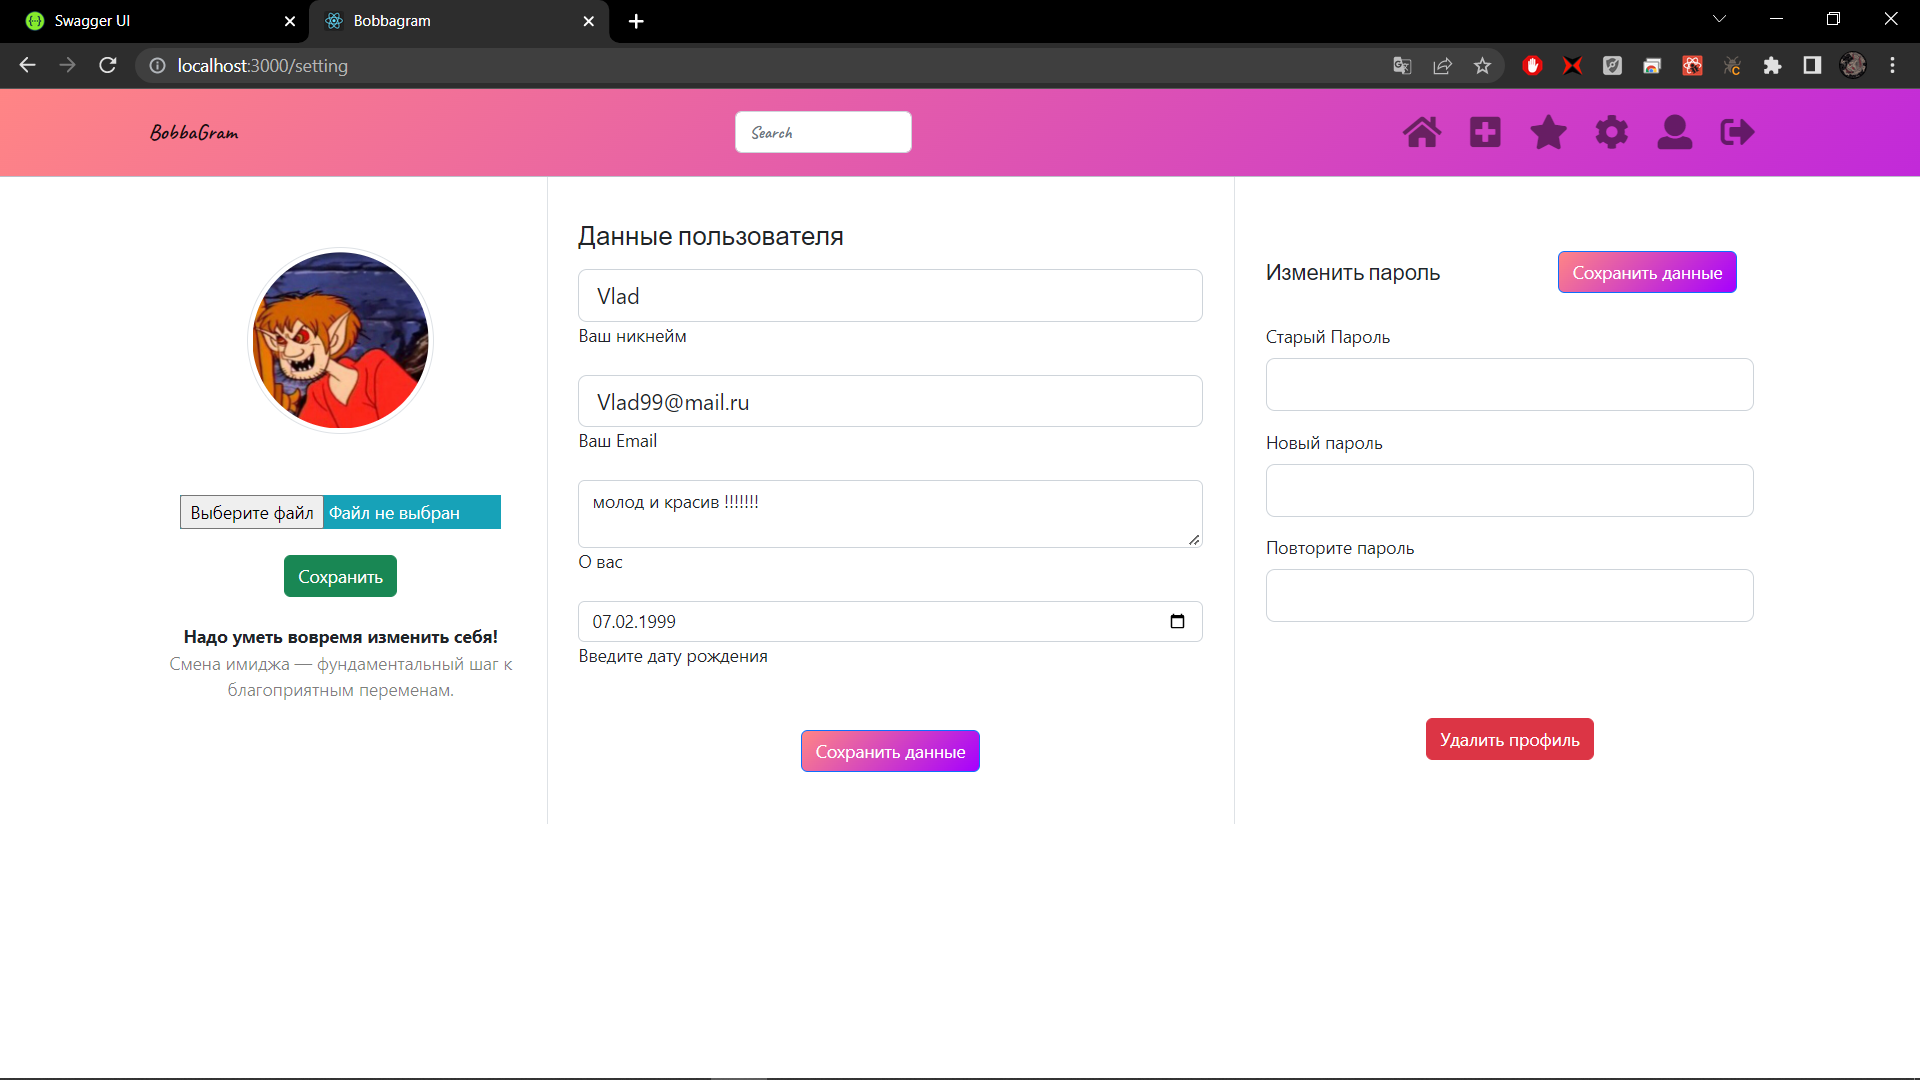 Swagger UI
Bobbagram
localhost:3000/setting
BobbaGram
Search
Выберите файл Файл не выбран
Сохранить
Надо уметь вовремя изменить себя!
Смена имиджа — фундаментальный шаг к
благоприятным переменам.
Данные пользователя
Vlad
Ваш никнейм
Vlad99@mail.ru
Ваш Email
молод и красив !!!!!!!
О вас
07.02.1999
Введите дату рождения
Сохранить данные
Изменить пароль
Сохранить данные
Старый Пароль
Новый пароль
Повторите пароль
Удалить профиль